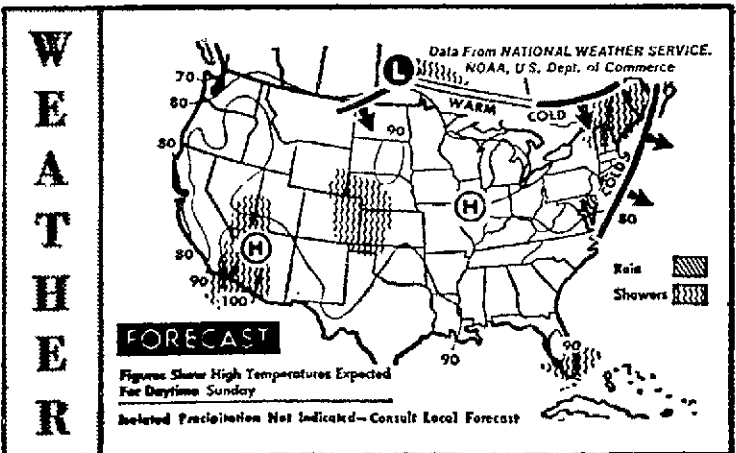 WEATHER
Data From NATIONAL WEATHER SERVICE,
NOAA, U.S. Dept. of Commerce
L
70
80
WARM
COLD
90
80
COLD
H
80
H
80
90
100
Rain
Showers
FORECAST
90
90
Figures Show High Temperatures Expected
For Daytime Sunday
Isolated Precipitation Not Indicated—Consult Local Forecast